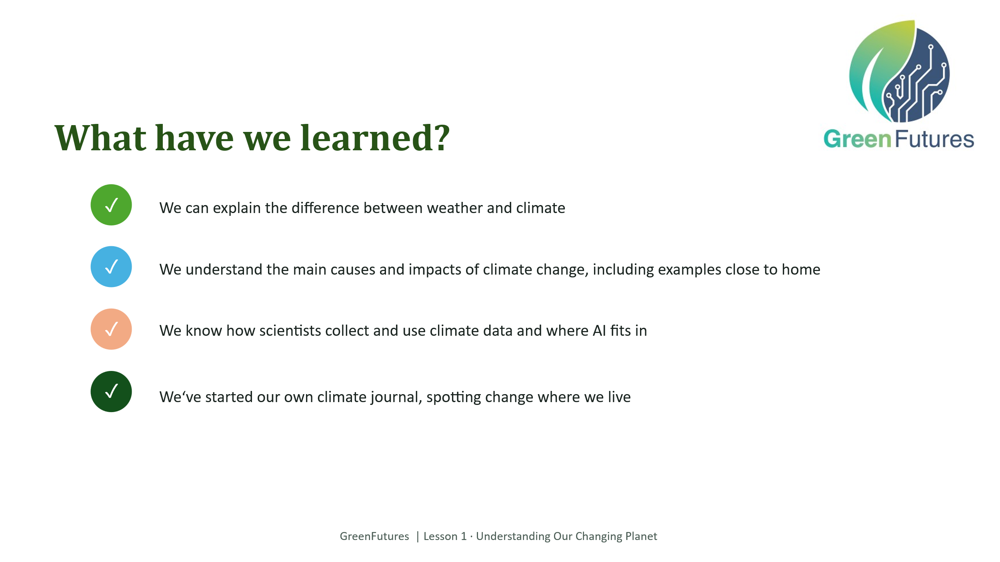 GreenFutures
What have we learned?
✓ We can explain the difference between weather and climate
✓ We understand the main causes and impacts of climate change, including examples close to home
✓ We know how scientists collect and use climate data and where AI fits in
✓ We‘ve started our own climate journal, spotting change where we live
GreenFutures | Lesson 1 · Understanding Our Changing Planet